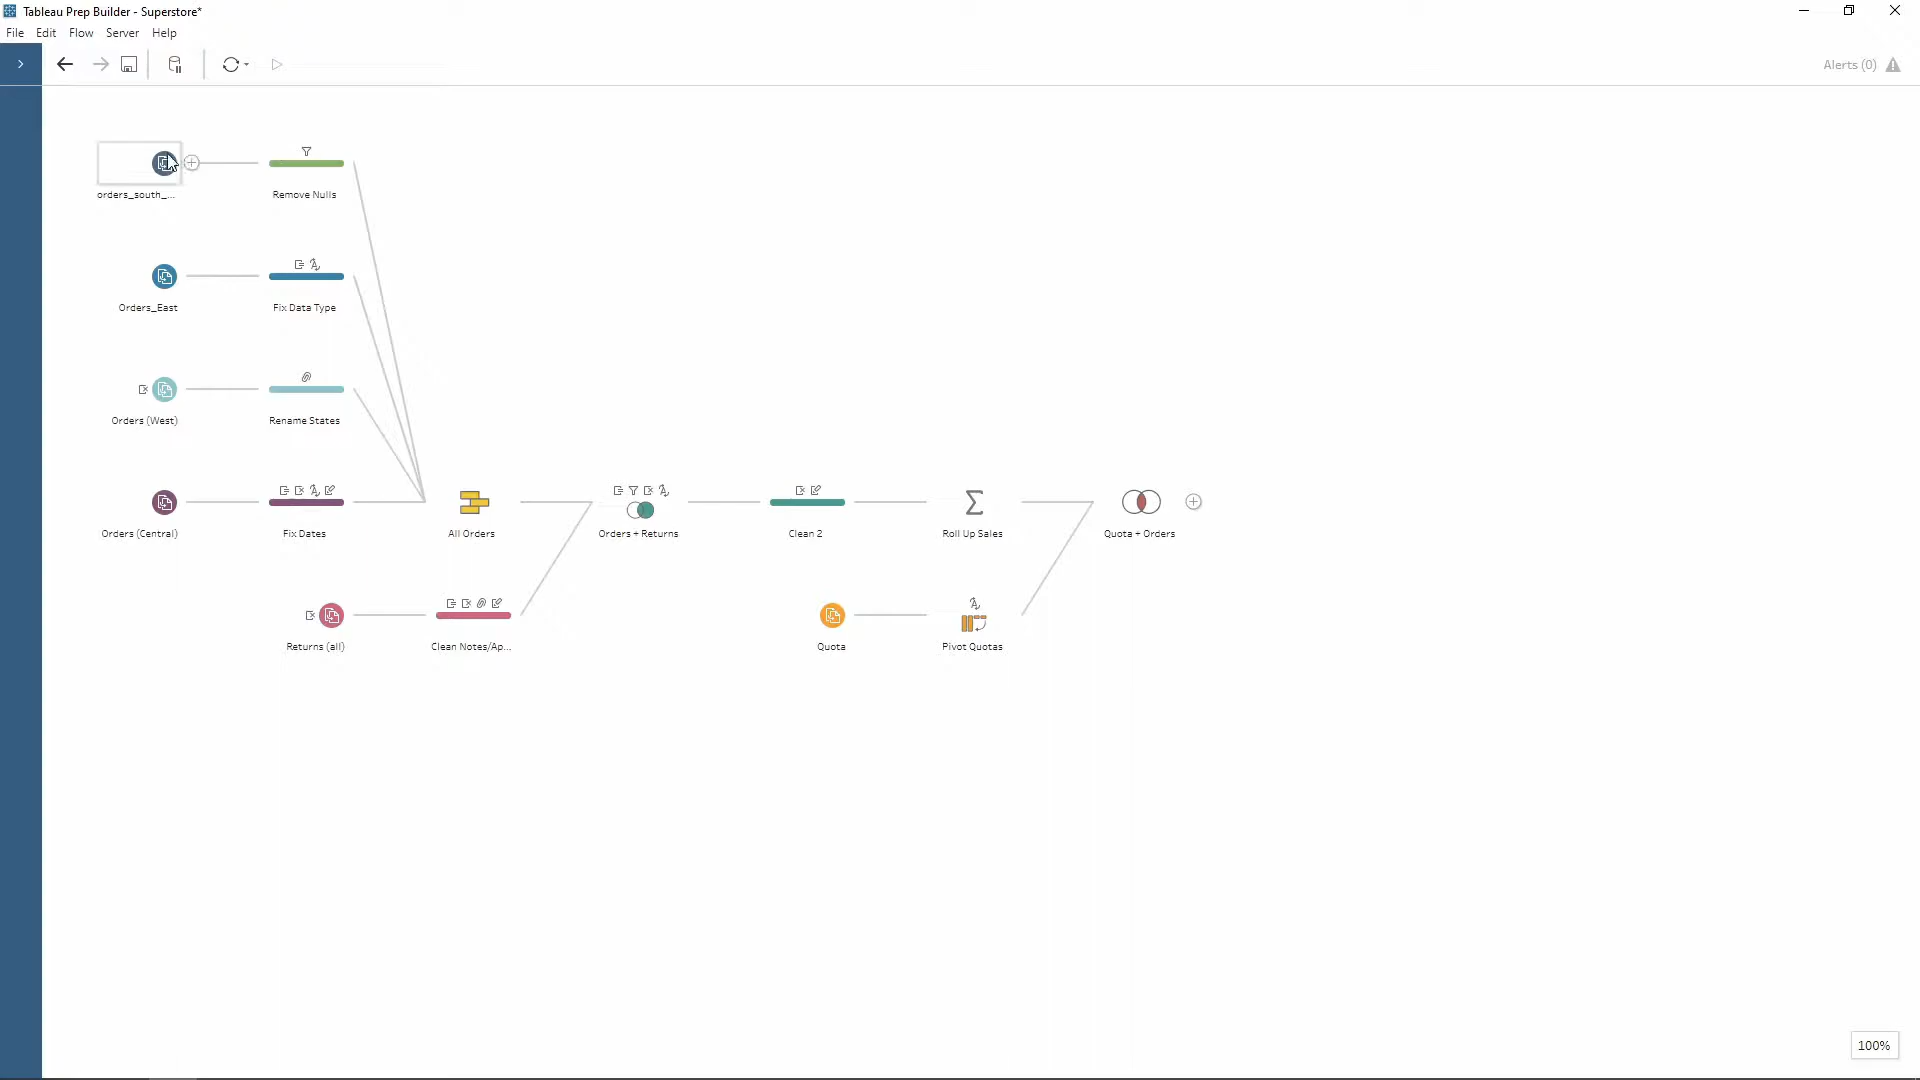 Tableau Prep Builder - Superstore*
File Edit Flow Server Help
Alerts (0)
orders_south_...
Remove Nulls
Orders_East
Fix Data Type
Orders (West)
Rename States
Orders (Central)
Fix Dates
All Orders
Orders + Returns
Clean 2
Roll Up Sales
Quota + Orders
Returns (all)
Clean Notes/Ap...
Quota
Pivot Quotas
100%